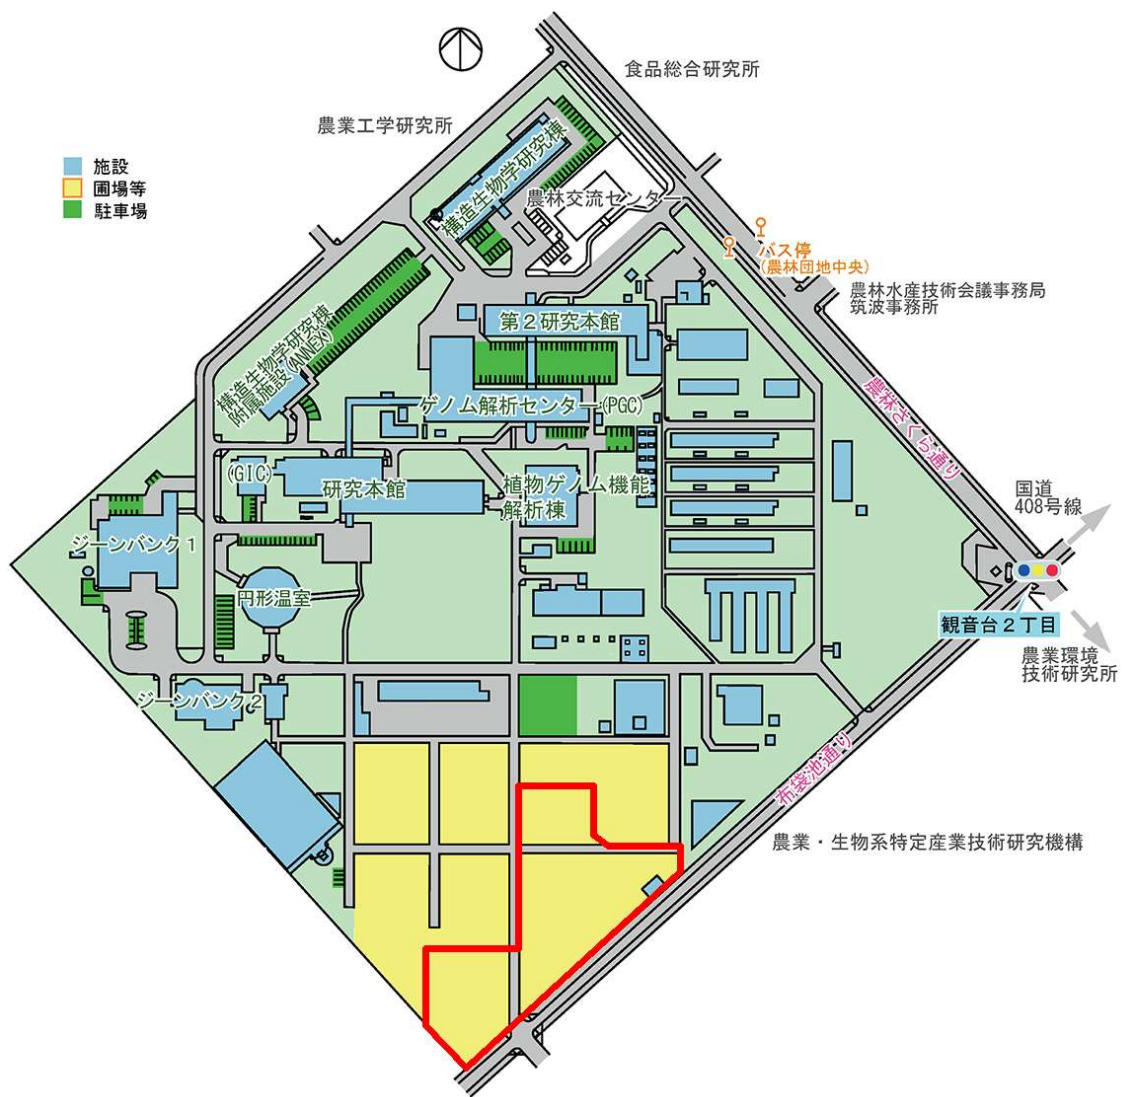 食品総合研究所
農業工学研究所
施設
圃場等
駐車場
構造生物学研究棟
農林交流センター
バス停
(農林団地中央)
農林水産技術会議事務局
筑波事務所
第2研究本館
構造生物学研究棟
附属施設(ANNEX)
農林さくら通り
ゲノム解析センター(PGC)
(GIC)
研究本館
植物ゲノム機能
解析棟
国道
408号線
ジーンバンク1
円形温室
観音台2丁目
農業環境
技術研究所
ジーンバンク2
布袋池通り
農業・生物系特定産業技術研究機構